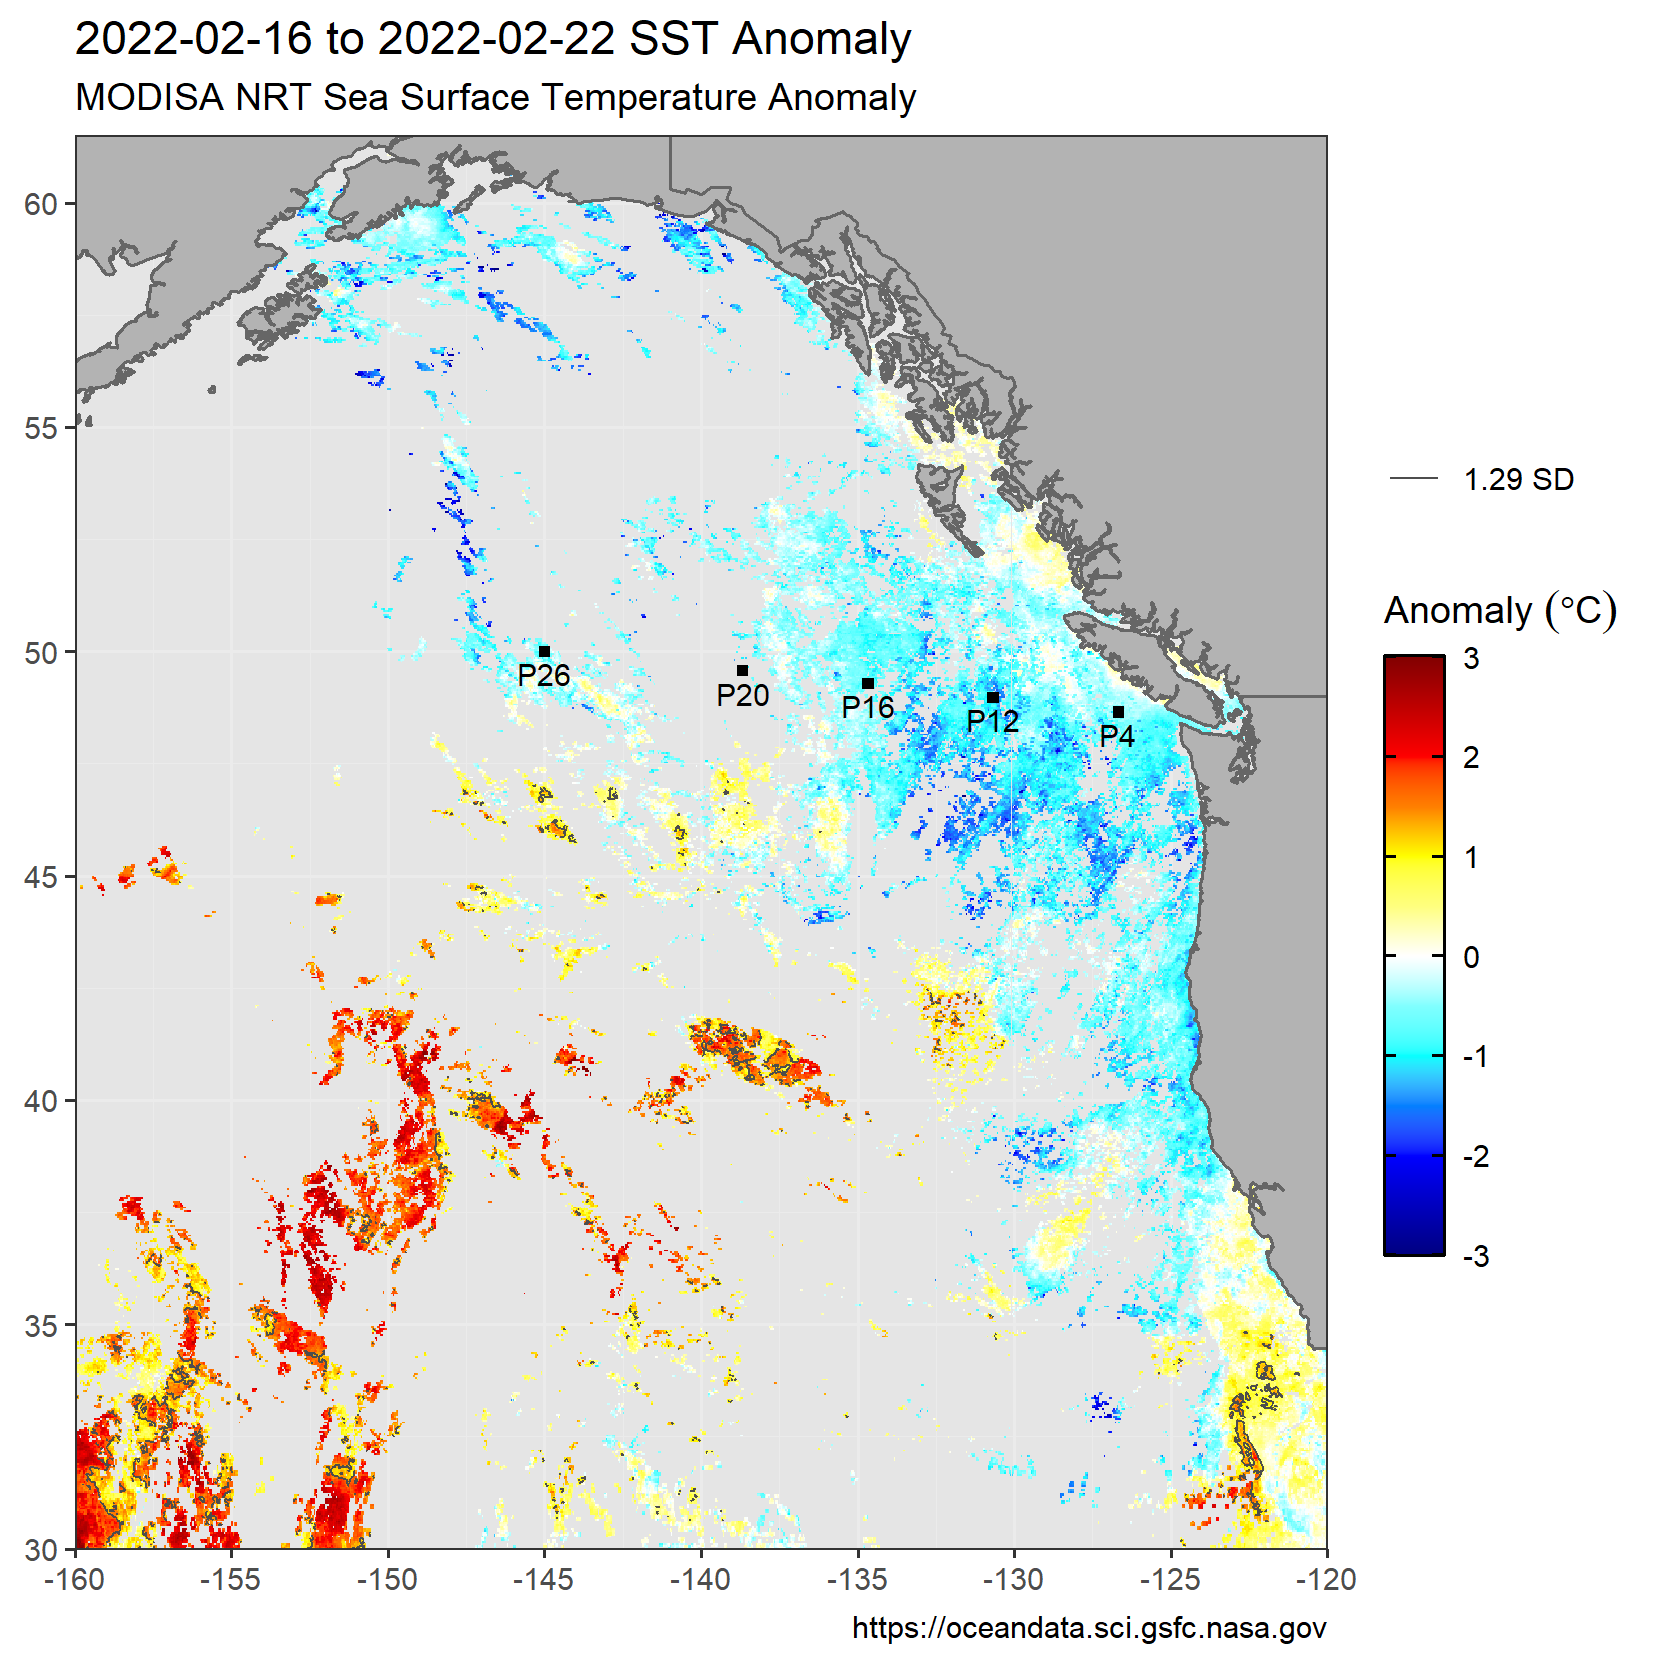 2022-02-16 to 2022-02-22 SST Anomaly
MODISA NRT Sea Surface Temperature Anomaly
60
55
50
45
40
35
30
-160
-155
-150
-145
-140
-135
-130
-125
-120
P26
P20
P16
P12
P4
1.29 SD
Anomaly (°C)
3
2
1
0
-1
-2
-3
https://oceandata.sci.gsfc.nasa.gov